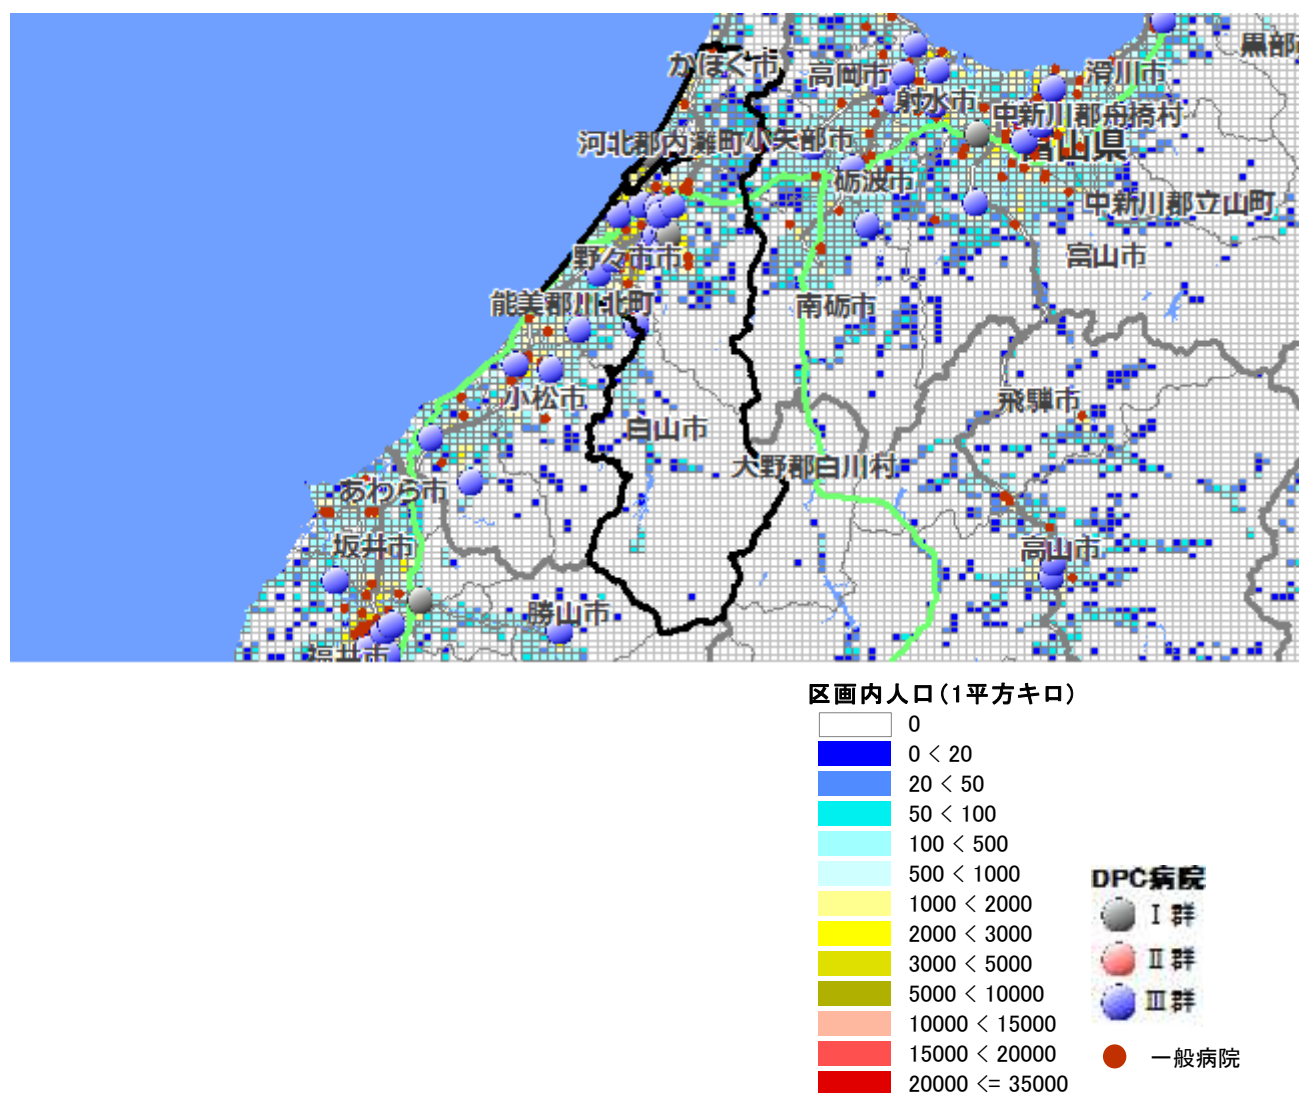 黒部
かほく市
高岡市
滑川市
射水市
中新川郡舟橋村
河北郡内灘町
小矢部市
富山県
砺波市
中新川郡立山町
野々市市
富山市
能美郡川北町
南砺市
小松市
飛騨市
白山市
大野郡白川村
あわら市
坂井市
高山市
勝山市
福井市
区画内人口(1平方キロ)
0
0 < 20
20 < 50
50 < 100
100 < 500
500 < 1000
1000 < 2000
2000 < 3000
3000 < 5000
5000 < 10000
10000 < 15000
15000 < 20000
20000 <= 35000
DPC病院
Ⅰ群
Ⅱ群
Ⅲ群
一般病院